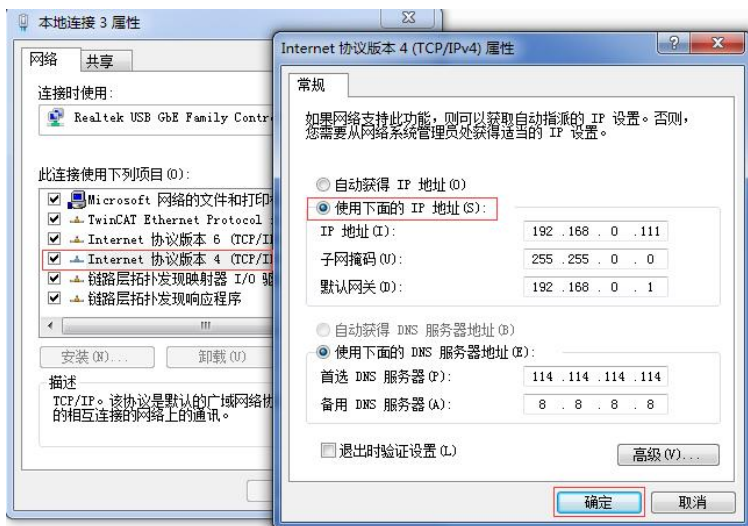 本地连接 3 属性
网络
共享
连接时使用:
Realtek USB GbE Family Contr
此连接使用下列项目(O):
Microsoft 网络的文件和打印
TwinCAT Ethernet Protocol
Internet 协议版本 6 (TCP/I
Internet 协议版本 4 (TCP/I
链路层拓扑发现映射器 I/O 驱
链路层拓扑发现响应程序
安装(N)...
卸载(U)
描述
TCP/IP。该协议是默认的广域网络协
的相互连接的网络上的通讯。
Internet 协议版本 4 (TCP/IPv4) 属性
常规
如果网络支持此功能，则可以获取自动指派的 IP 设置。否则，
您需要从网络系统管理员处获得适当的 IP 设置。
自动获得 IP 地址(O)
使用下面的 IP 地址(S):
IP 地址(I): 192 .168 . 0 .111
子网掩码(U): 255 .255 . 0 . 0
默认网关(D): 192 .168 . 0 . 1
自动获得 DNS 服务器地址(B)
使用下面的 DNS 服务器地址(E):
首选 DNS 服务器(P): 114 .114 .114 .114
备用 DNS 服务器(A): 8 . 8 . 8 . 8
退出时验证设置(L)
高级(V)...
确定
取消